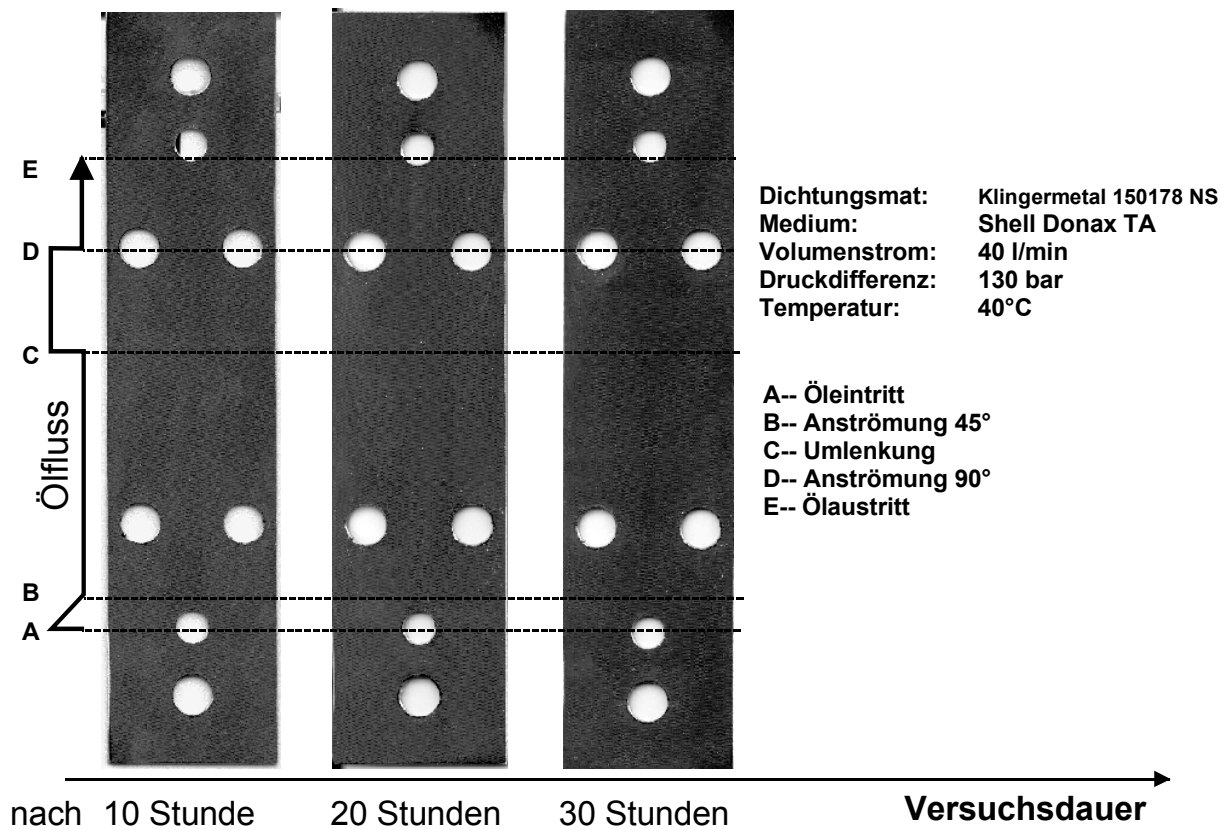 E
D
C
B
A
Ölfluss
Dichtungsmat: Klingermetal 150178 NS
Medium: Shell Donax TA
Volumenstrom: 40 l/min
Druckdifferenz: 130 bar
Temperatur: 40°C
A-- Öleintritt
B-- Anströmung 45°
C-- Umlenkung
D-- Anströmung 90°
E-- Ölaustritt
nach 10 Stunde 20 Stunden 30 Stunden Versuchsdauer